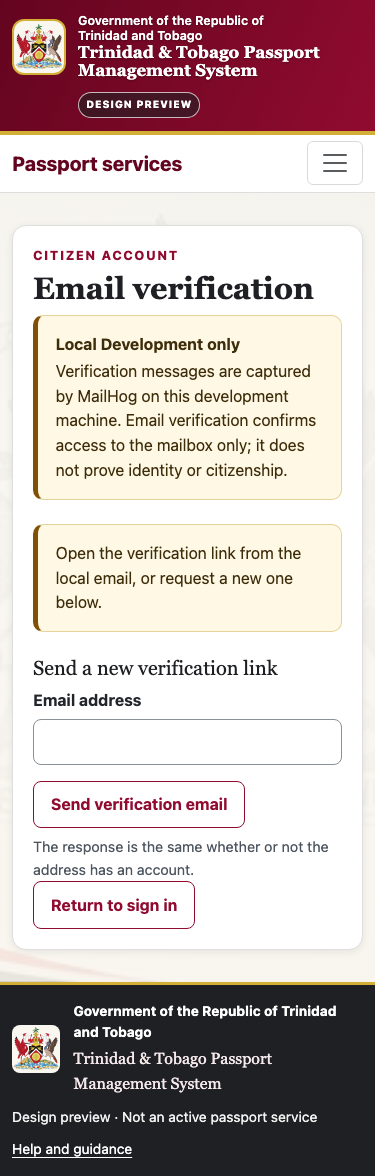 Government of the Republic of
Trinidad and Tobago
Trinidad & Tobago Passport
Management System
DESIGN PREVIEW
Passport services
CITIZEN ACCOUNT
Email verification
Local Development only
Verification messages are captured
by MailHog on this development
machine. Email verification confirms
access to the mailbox only; it does
not prove identity or citizenship.
Open the verification link from the
local email, or request a new one
below.
Send a new verification link
Email address
Send verification email
The response is the same whether or not the
address has an account.
Return to sign in
Government of the Republic of Trinidad
and Tobago
Trinidad & Tobago Passport
Management System
Design preview · Not an active passport service
Help and guidance